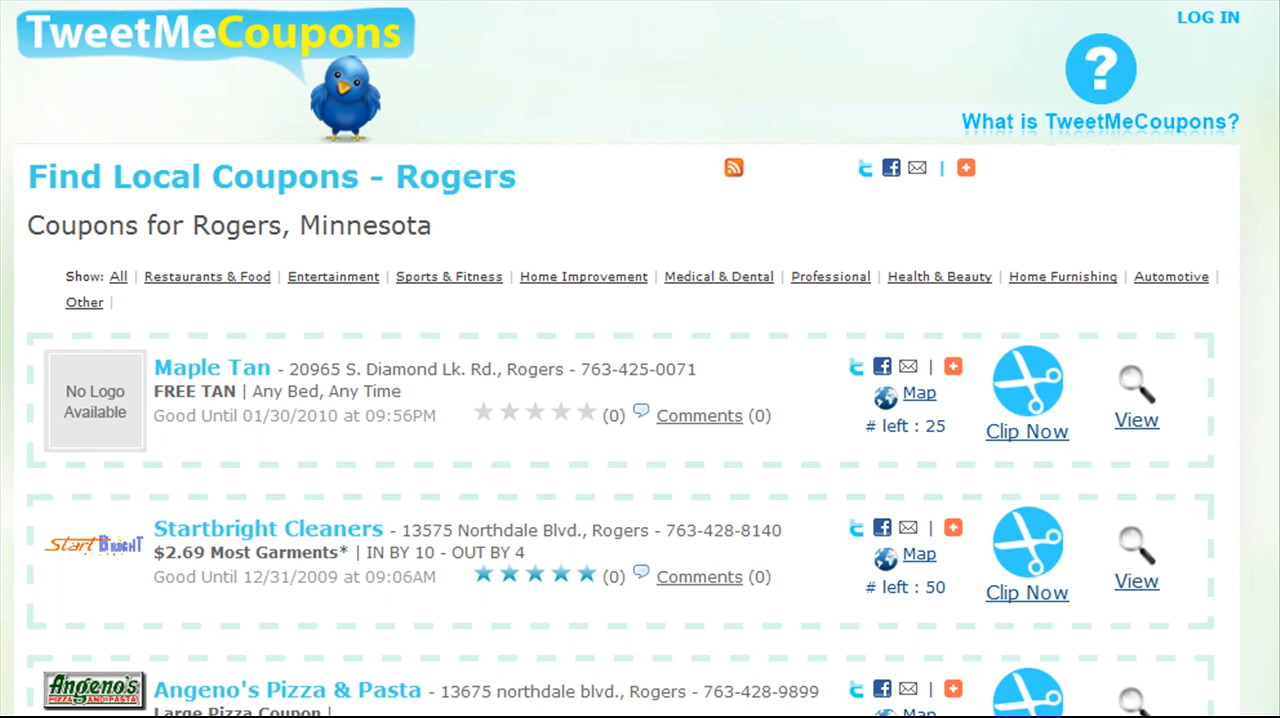 TweetMeCoupons
LOG IN
?
What is TweetMeCoupons?
Find Local Coupons - Rogers
Coupons for Rogers, Minnesota
Show: All | Restaurants & Food | Entertainment | Sports & Fitness | Home Improvement | Medical & Dental | Professional | Health & Beauty | Home Furnishing | Automotive |
Other |
No Logo
Available
Maple Tan - 20965 S. Diamond Lk. Rd., Rogers - 763-425-0071
FREE TAN | Any Bed, Any Time
Good Until 01/30/2010 at 09:56PM (0) Comments (0)
Map
# left : 25
Clip Now
View
Start Bright
Startbright Cleaners - 13575 Northdale Blvd., Rogers - 763-428-8140
$2.69 Most Garments* | IN BY 10 - OUT BY 4
Good Until 12/31/2009 at 09:06AM (0) Comments (0)
Map
# left : 50
Clip Now
View
Angeno's
PIZZA AND PASTA
Angeno's Pizza & Pasta - 13675 northdale blvd., Rogers
Large Pizza Coupon |
Map